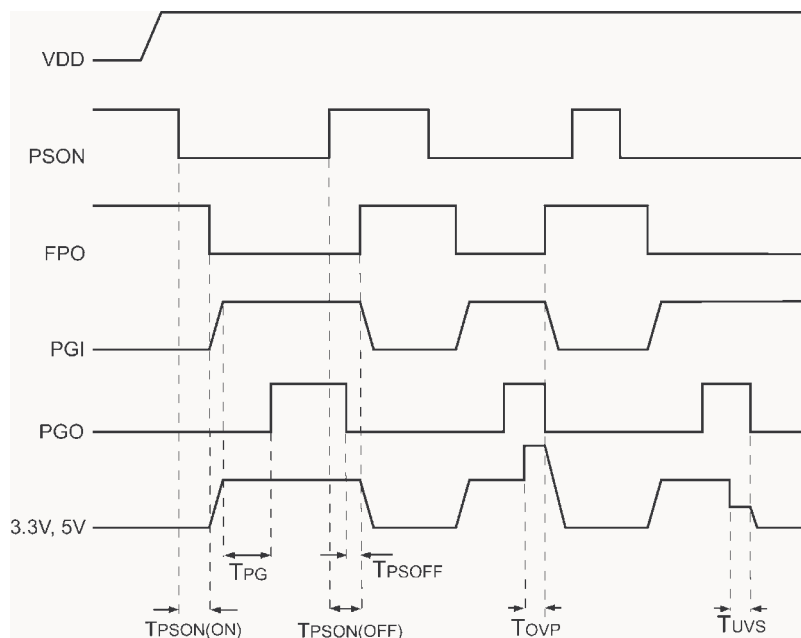 VDD
PSON
FPO
PGI
PGO
3.3V, 5V
TPG
TPSOFF
TPSON(ON)
TPSON(OFF)
TOVP
TUVS